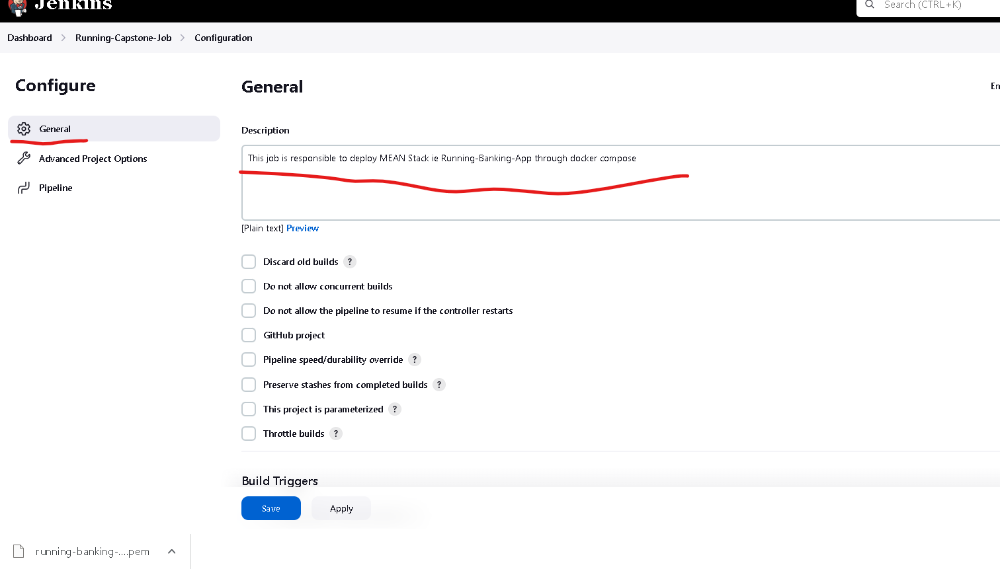 Jenkins
Search (CTRL+K)
Dashboard
Running-Capstone-Job
Configuration
Configure
General
Advanced Project Options
Pipeline
General
En
Description
This job is responsible to deploy MEAN Stack ie Running-Banking-App through docker compose
[Plain text] Preview
Discard old builds ?
Do not allow concurrent builds
Do not allow the pipeline to resume if the controller restarts
GitHub project
Pipeline speed/durability override ?
Preserve stashes from completed builds ?
This project is parameterized ?
Throttle builds ?
Build Triggers
Save
Apply
running-banking-....pem